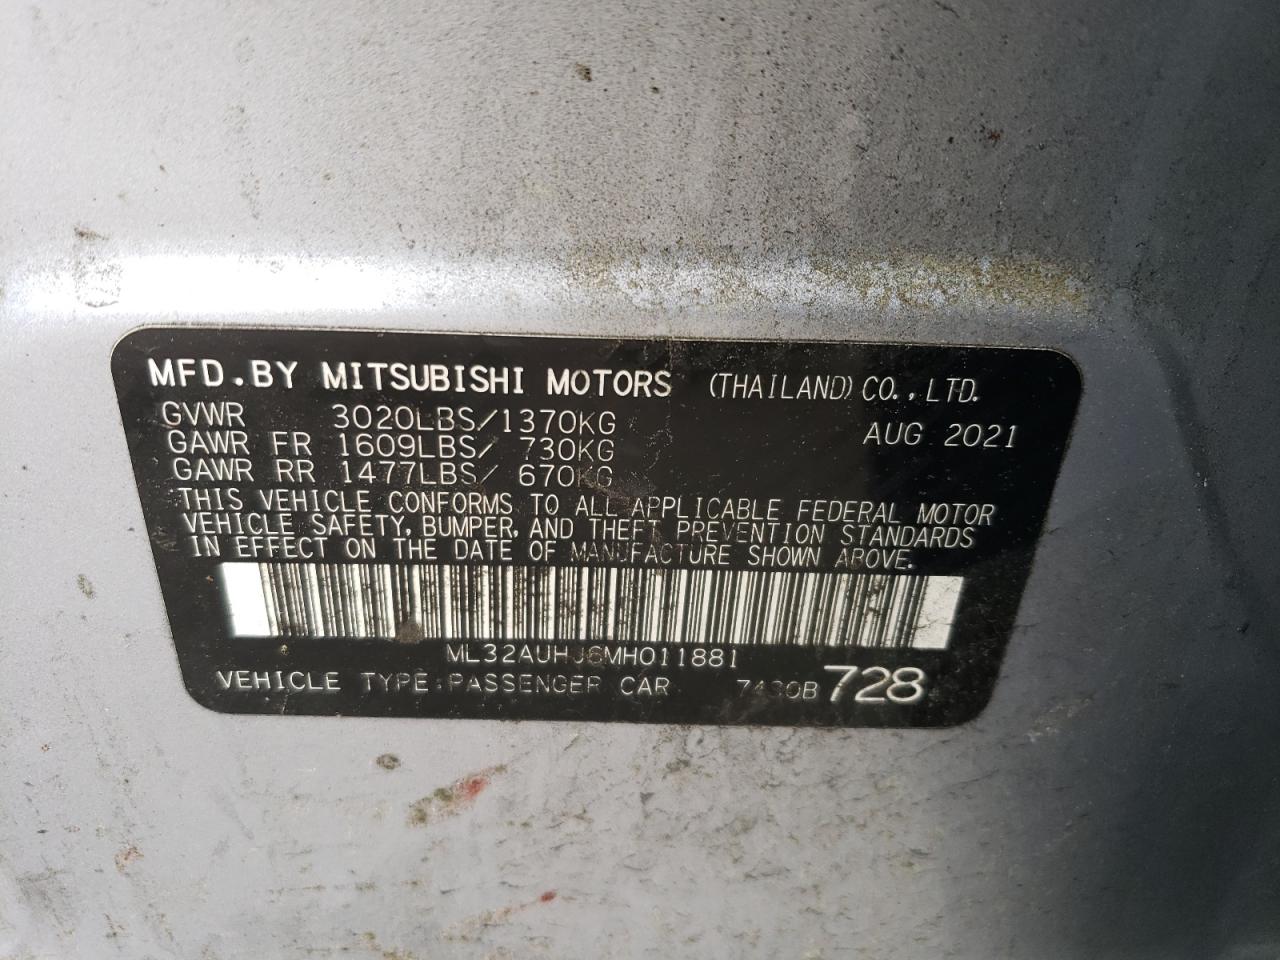 MFD.BY MITSUBISHI MOTORS (THAILAND) CO., LTD.
GVWR 3020LBS/1370KG AUG 2021
GAWR FR 1609LBS/ 730KG
GAWR RR 1477LBS/ 670KG
THIS VEHICLE CONFORMS TO ALL APPLICABLE FEDERAL MOTOR
VEHICLE SAFETY, BUMPER, AND THEFT PREVENTION STANDARDS
IN EFFECT ON THE DATE OF MANUFACTURE SHOWN ABOVE.
ML32AUHJ6MH011881
VEHICLE TYPE:PASSENGER CAR 728